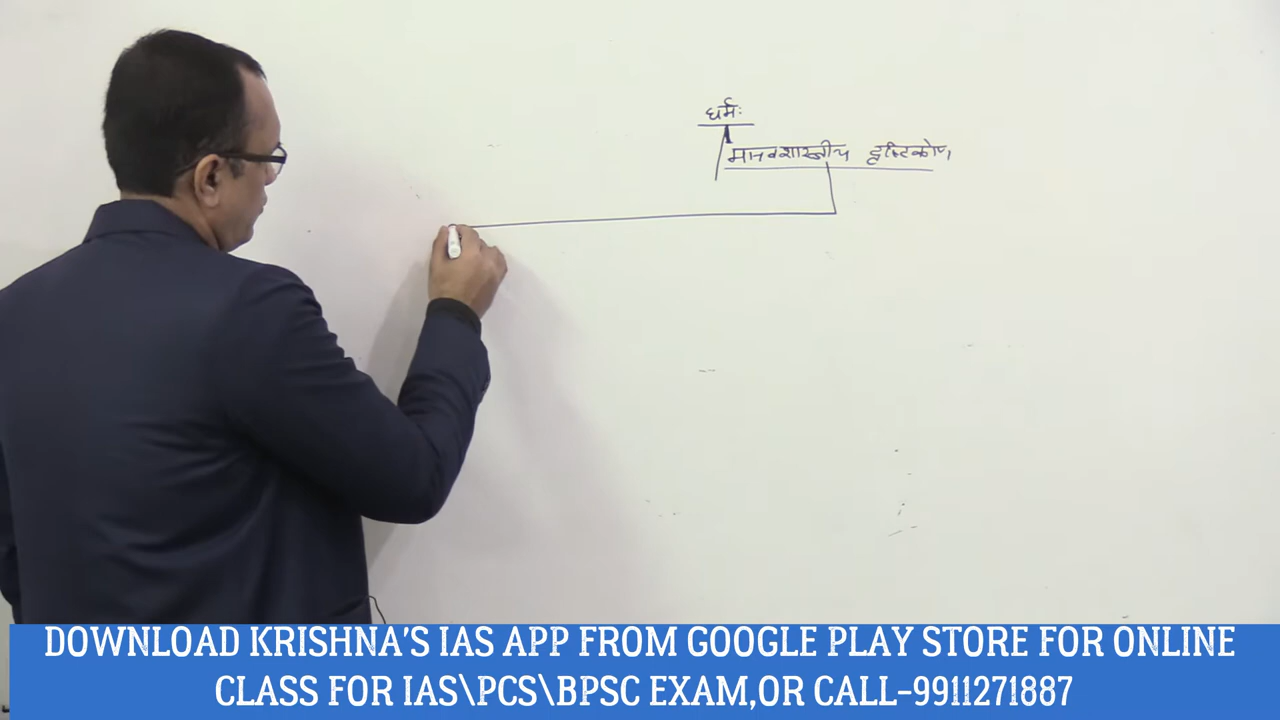 धर्मः
मानवशास्त्रीय दृष्टिकोण
DOWNLOAD KRISHNA'S IAS APP FROM GOOGLE PLAY STORE FOR ONLINE
CLASS FOR IAS\PCS\BPSC EXAM,OR CALL-9911271887